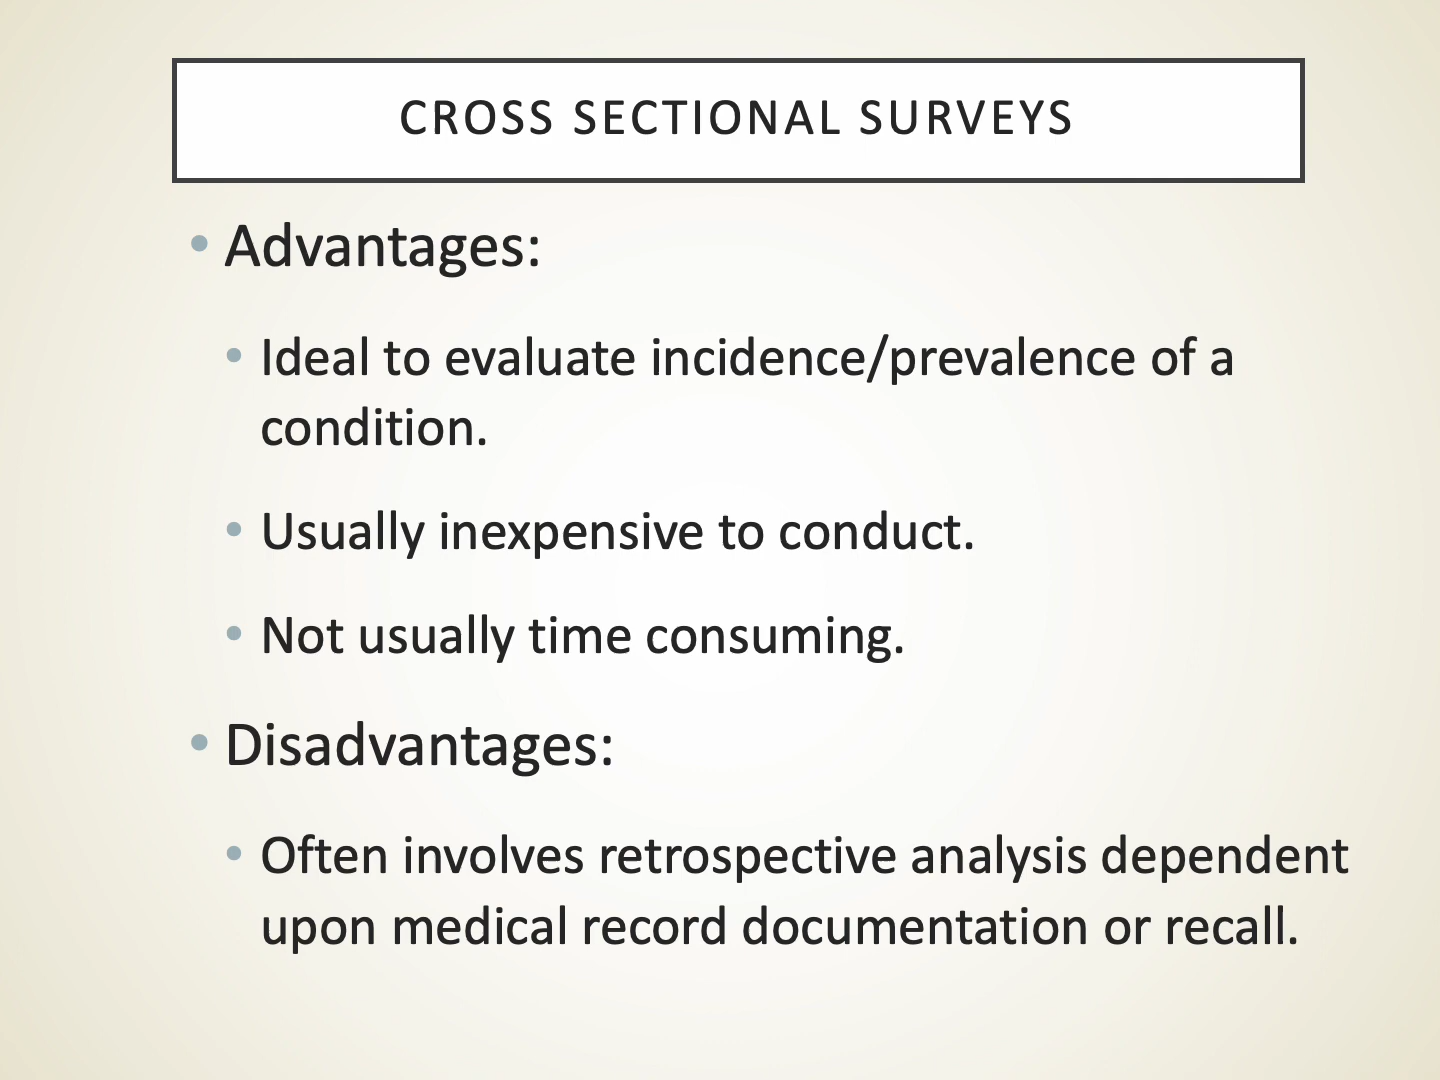 CROSS SECTIONAL SURVEYS
• Advantages:
• Ideal to evaluate incidence/prevalence of a
condition.
• Usually inexpensive to conduct.
• Not usually time consuming.
• Disadvantages:
• Often involves retrospective analysis dependent
upon medical record documentation or recall.